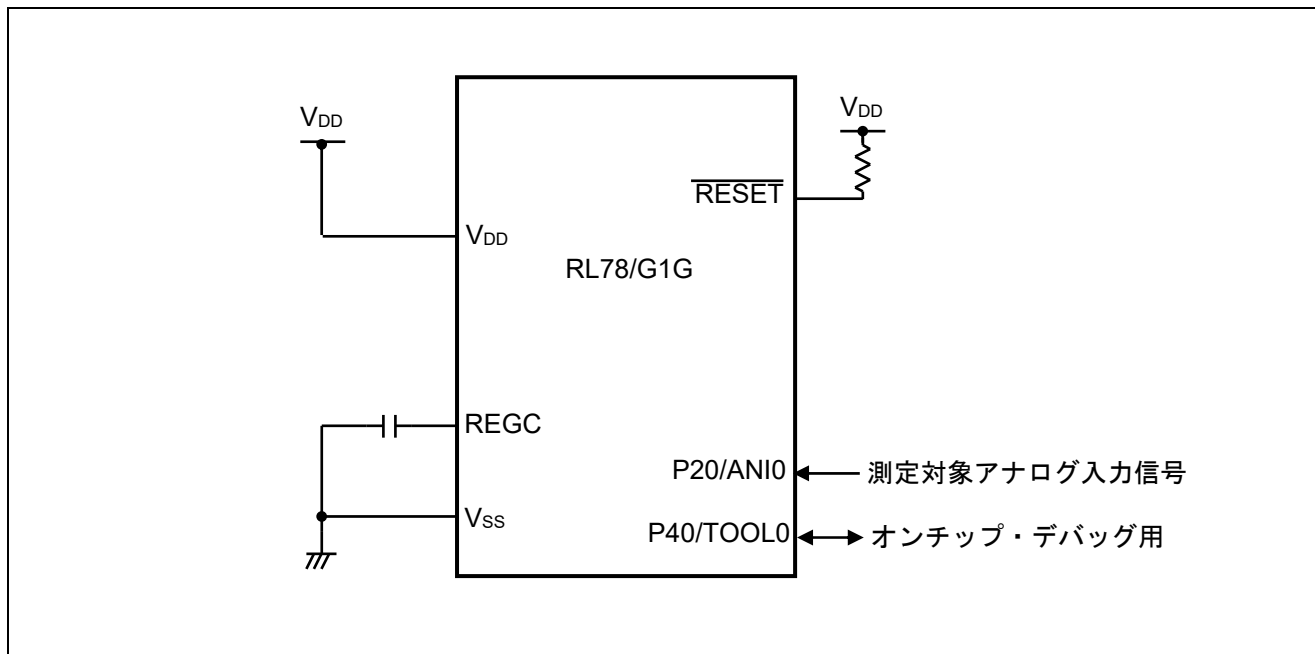 VDD
VDD
RESET
VDD
RL78/G1G
REGC
P20/ANI0
測定対象アナログ入力信号
VSS
P40/TOOL0
オンチップ・デバッグ用